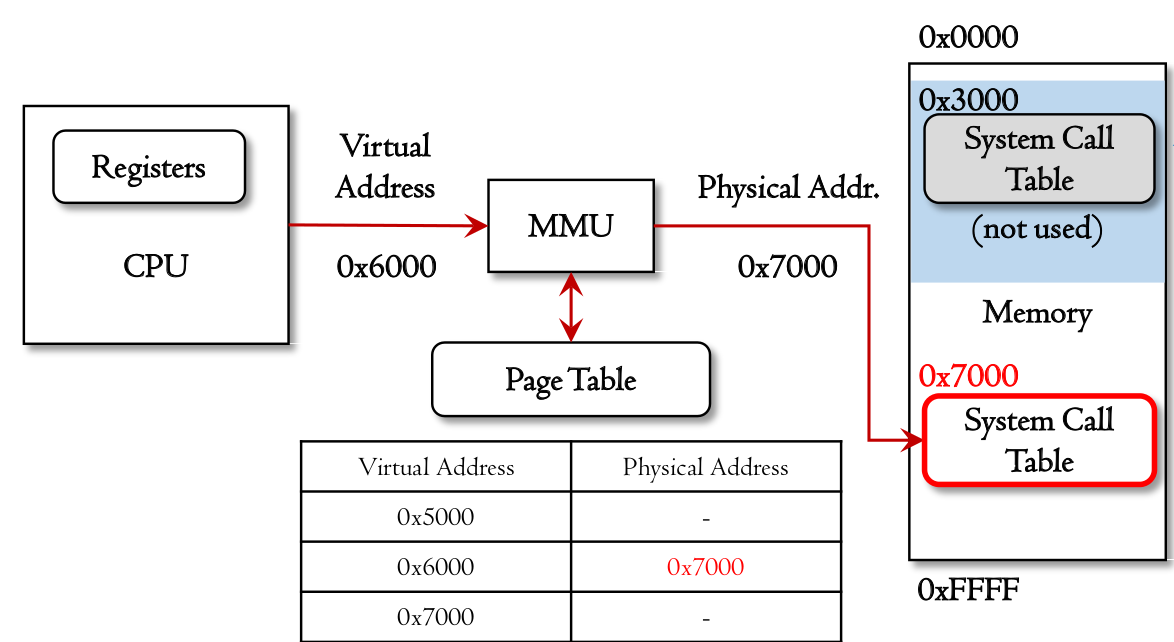 0x0000
0x3000
System Call
Table
(not used)
Registers
CPU
Virtual
Address
0x6000
MMU
Physical Addr.
0x7000
Memory
0x7000
System Call
Table
0xFFFF
Page Table
Virtual Address Physical Address
0x5000 -
0x6000 0x7000
0x7000 -